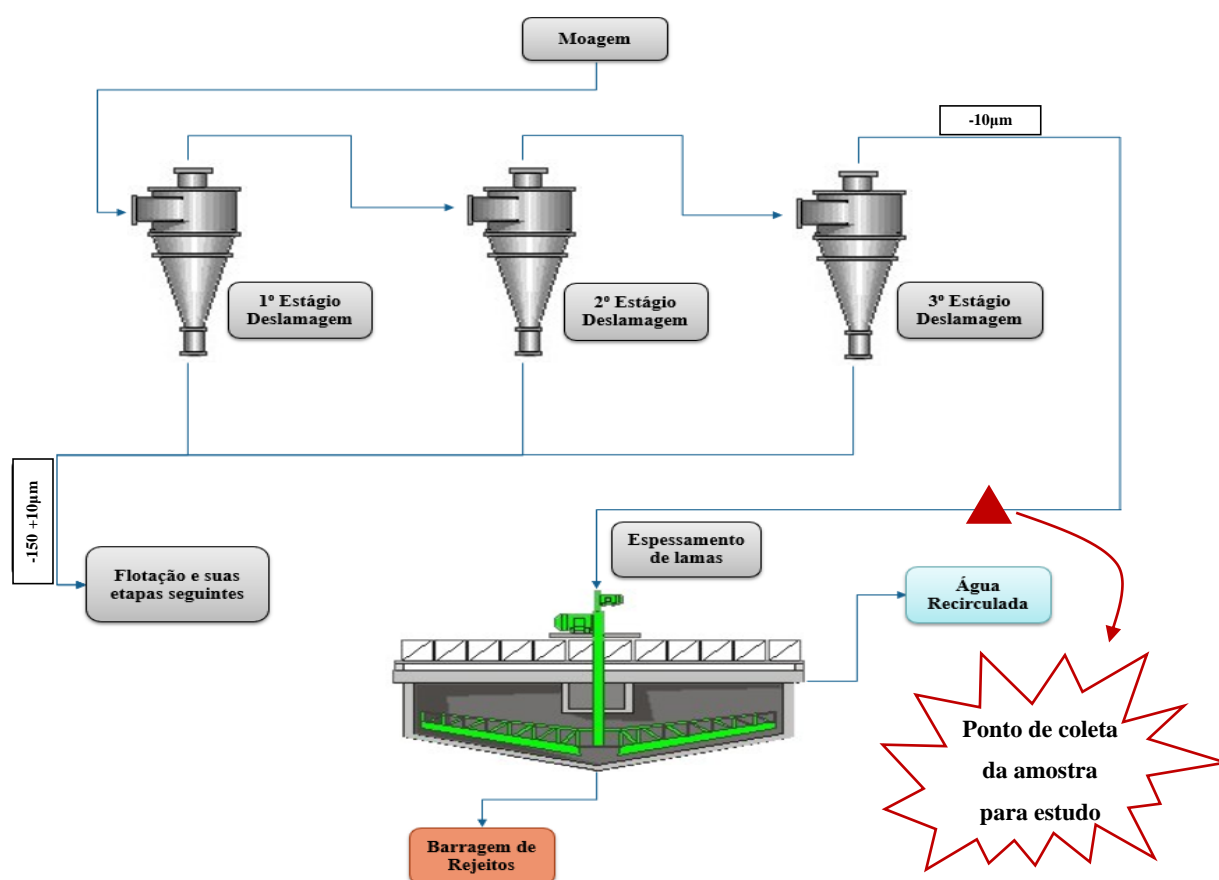 Moagem
-10µm
1º Estágio
Deslamagem
2º Estágio
Deslamagem
3º Estágio
Deslamagem
-150 +10µm
Flotação e suas
etapas seguintes
Espessamento
de lamas
Água
Recirculada
Ponto de coleta
da amostra
para estudo
Barragem de
Rejeitos